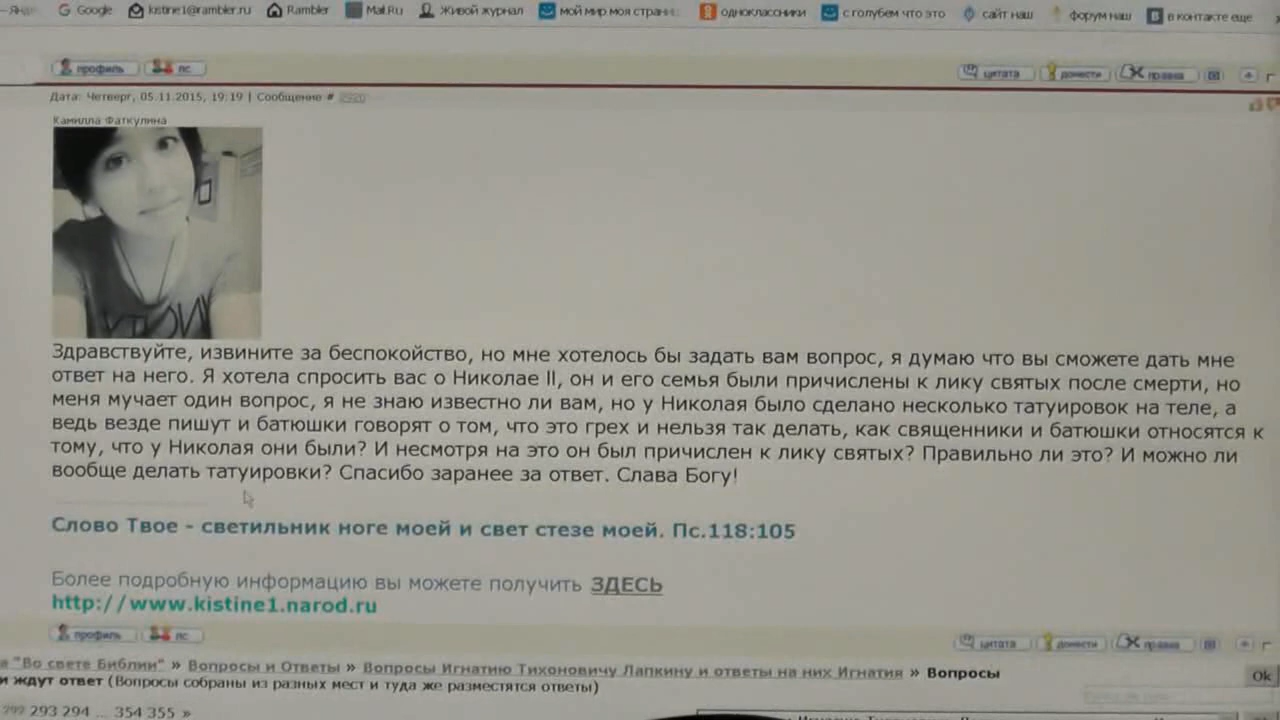 Яндe Google kistine1@rambler.ru Rambler Mail.Ru Живой журнал мой мир моя страни... одноклассники с голубем что это сайт наш форум наш в контакте еще »
профиль пс цитата донести правка
Дата: Четверг, 05.11.2015, 19:19 | Сообщение #
Камилла Фаткулина
Здравствуйте, извините за беспокойство, но мне хотелось бы задать вам вопрос, я думаю что вы сможете дать мне
ответ на него. Я хотела спросить вас о Николае II, он и его семья были причислены к лику святых после смерти, но
меня мучает один вопрос, я не знаю известно ли вам, но у Николая было сделано несколько татуировок на теле, а
ведь везде пишут и батюшки говорят о том, что это грех и нельзя так делать, как священники и батюшки относятся к
тому, что у Николая они были? И несмотря на это он был причислен к лику святых? Правильно ли это? И можно ли
вообще делать татуировки? Спасибо заранее за ответ. Слава Богу!
Слово Твое - светильник ноге моей и свет стезе моей. Пс.118:105
Более подробную информацию вы можете получить ЗДЕСЬ
http://www.kistine1.narod.ru
профиль пс цитата донести правка
а "Во свете Библии" » Вопросы и Ответы » Вопросы Игнатию Тихоновичу Лапкину и ответы на них Игнатия » Вопросы
и ждут ответ (Вопросы собраны из разных мест и туда же разместятся ответы) Ok
292 293 294 ... 354 355 »